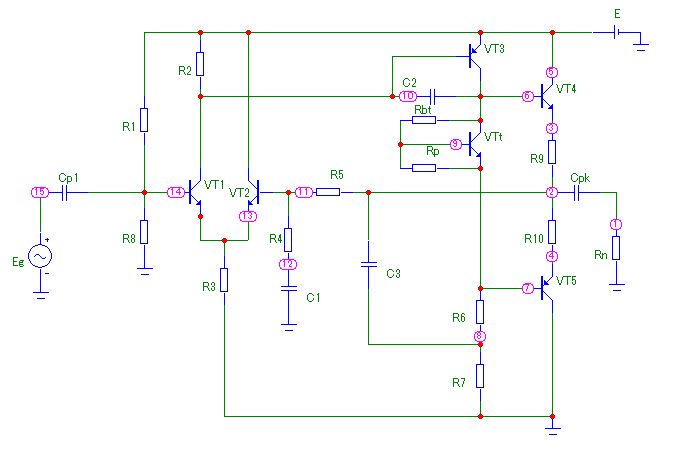 E
VT3
R2
5
C2
VT4
10
6
Rbt
R1
3
VTt
9
Rp
R9
Cp1
R5
Cpk
VT1
VT2
15
14
11
2
13
1
R8
R4
R10
Rn
Eg
+
12
4
C3
-
R3
VT5
C1
7
R6
8
R7